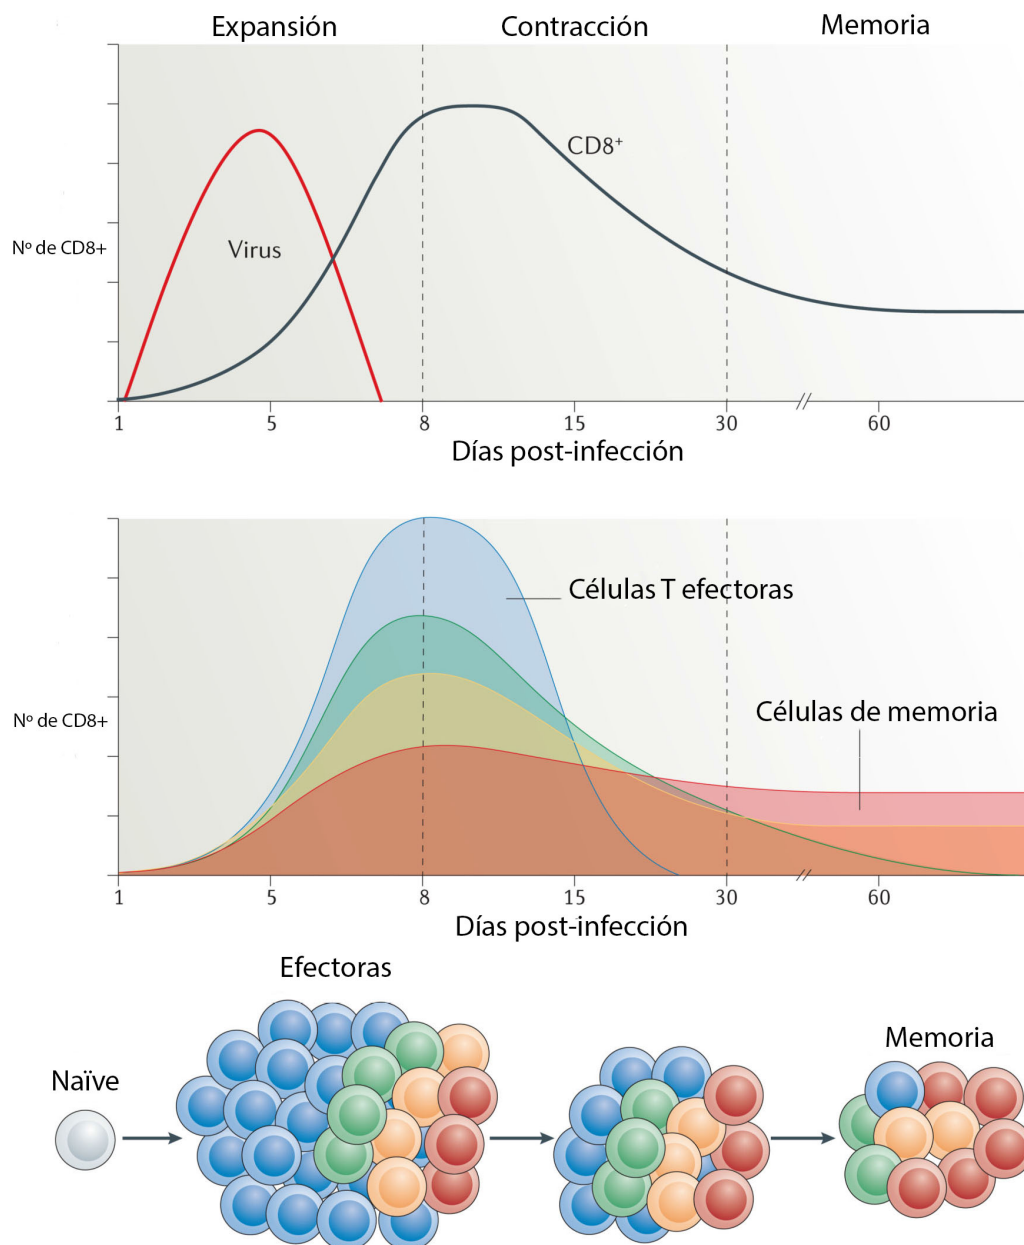 Expansión
Contracción
Memoria
Nº de CD8+
Virus
CD8⁺
1 5 8 15 30 60
Días post-infección
Nº de CD8+
Células T efectoras
Células de memoria
1 5 8 15 30 60
Días post-infección
Efectoras
Naïve
Memoria